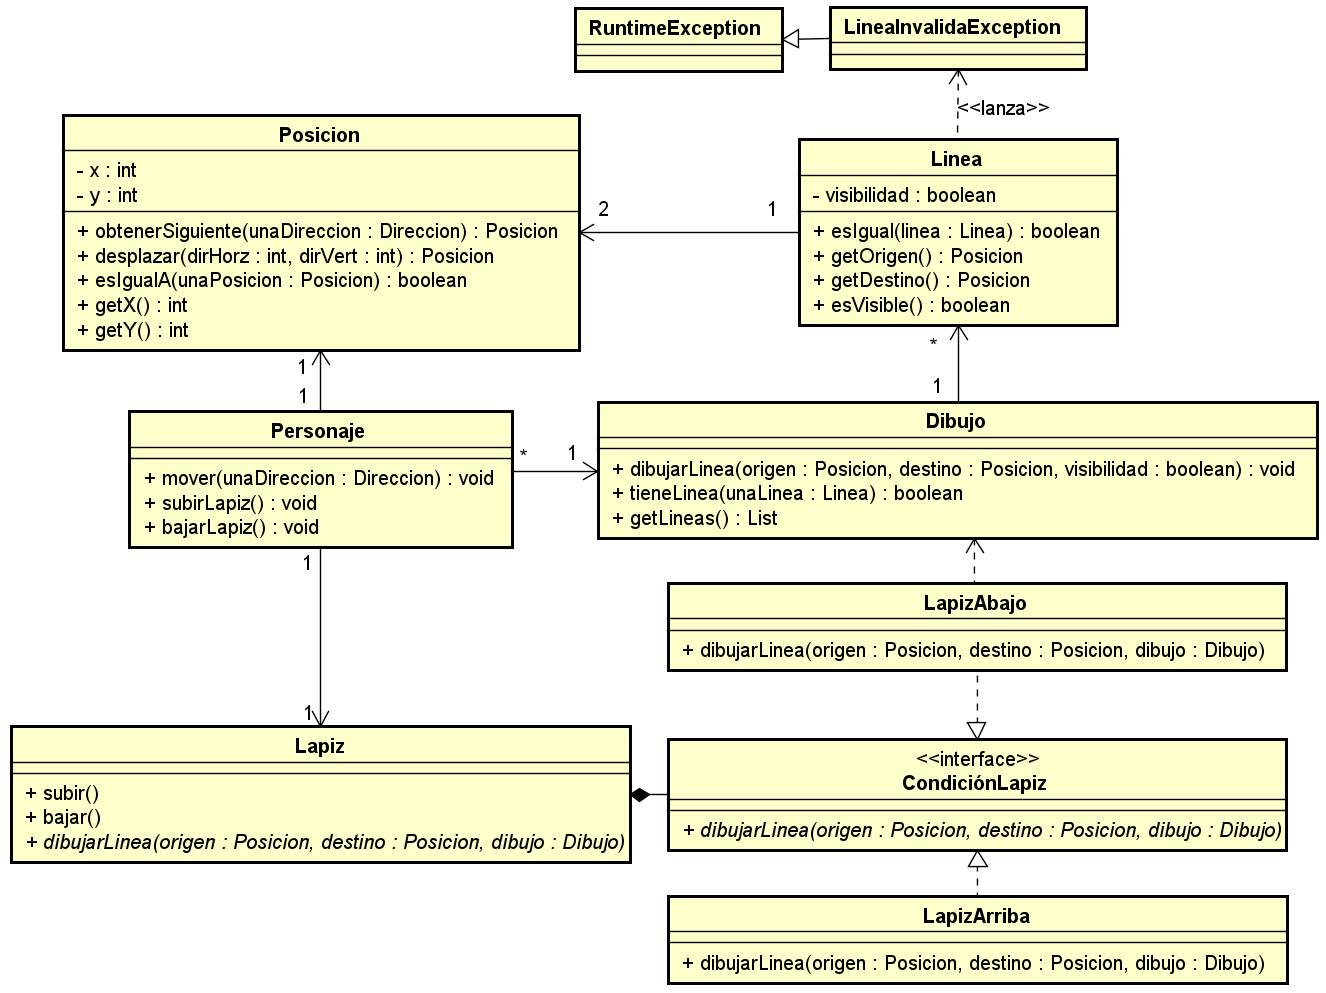 RuntimeException
LineaInvalidaException
<<lanza>>
Posicion
- x : int
- y : int
+ obtenerSiguiente(unaDireccion : Direccion) : Posicion
+ desplazar(dirHorz : int, dirVert : int) : Posicion
+ esIgualA(unaPosicion : Posicion) : boolean
+ getX() : int
+ getY() : int
2
1
Linea
- visibilidad : boolean
+ esIgual(linea : Linea) : boolean
+ getOrigen() : Posicion
+ getDestino() : Posicion
+ esVisible() : boolean
*
1
1
1
Personaje
+ mover(unaDireccion : Direccion) : void
+ subirLapiz() : void
+ bajarLapiz() : void
*
1
Dibujo
+ dibujarLinea(origen : Posicion, destino : Posicion, visibilidad : boolean) : void
+ tieneLinea(unaLinea : Linea) : boolean
+ getLineas() : List
1
1
LapizAbajo
+ dibujarLinea(origen : Posicion, destino : Posicion, dibujo : Dibujo)
Lapiz
+ subir()
+ bajar()
+ dibujarLinea(origen : Posicion, destino : Posicion, dibujo : Dibujo)
<<interface>>
CondiciónLapiz
+ dibujarLinea(origen : Posicion, destino : Posicion, dibujo : Dibujo)
LapizArriba
+ dibujarLinea(origen : Posicion, destino : Posicion, dibujo : Dibujo)